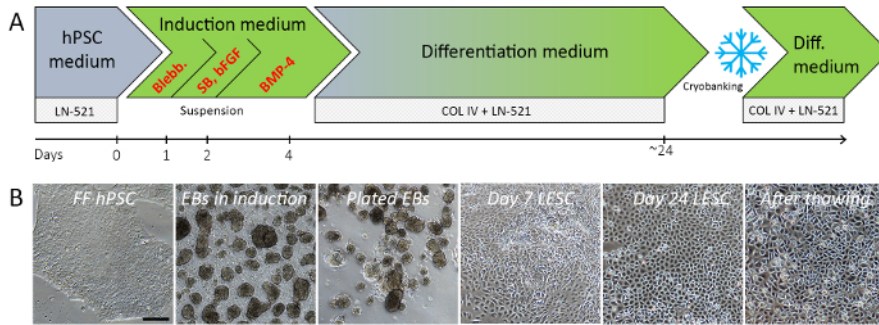 A
hPSC
medium
Induction medium
Blebb.
SB, bFGF
BMP-4
Differentiation medium
Cryobanking
Diff.
medium
LN-521
Suspension
COL IV + LN-521
COL IV + LN-521
Days
0
1
2
4
~24
B
FF hPSC
EBs in induction
Plated EBs
Day 7 LESC
Day 24 LESC
After thawing